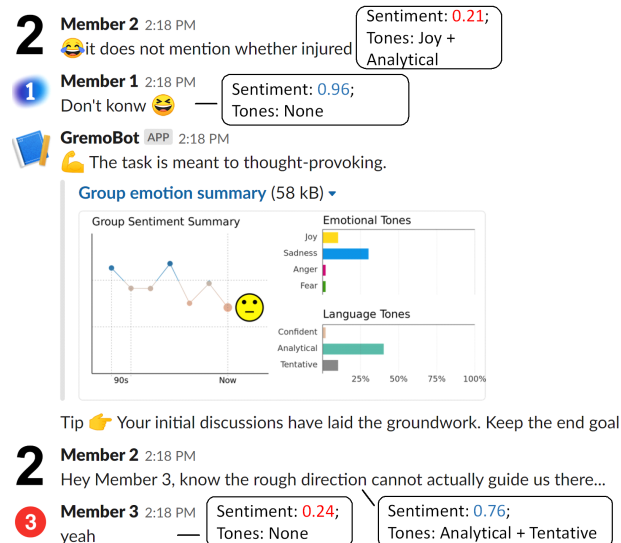 2
Member 2 2:18 PM
😂it does not mention whether injured
Sentiment: 0.21;
Tones: Joy +
Analytical
1
Member 1 2:18 PM
Don't konw 😆
Sentiment: 0.96;
Tones: None
GremoBot APP 2:18 PM
💪 The task is meant to thought-provoking.
Group emotion summary (58 kB)
Group Sentiment Summary
90s
Now
Emotional Tones
Joy
Sadness
Anger
Fear
Language Tones
Confident
Analytical
Tentative
25% 50% 75% 100%
Tip 👉 Your initial discussions have laid the groundwork. Keep the end goal
2
Member 2 2:18 PM
Hey Member 3, know the rough direction cannot actually guide us there...
3
Member 3 2:18 PM
yeah
Sentiment: 0.24;
Tones: None
Sentiment: 0.76;
Tones: Analytical + Tentative